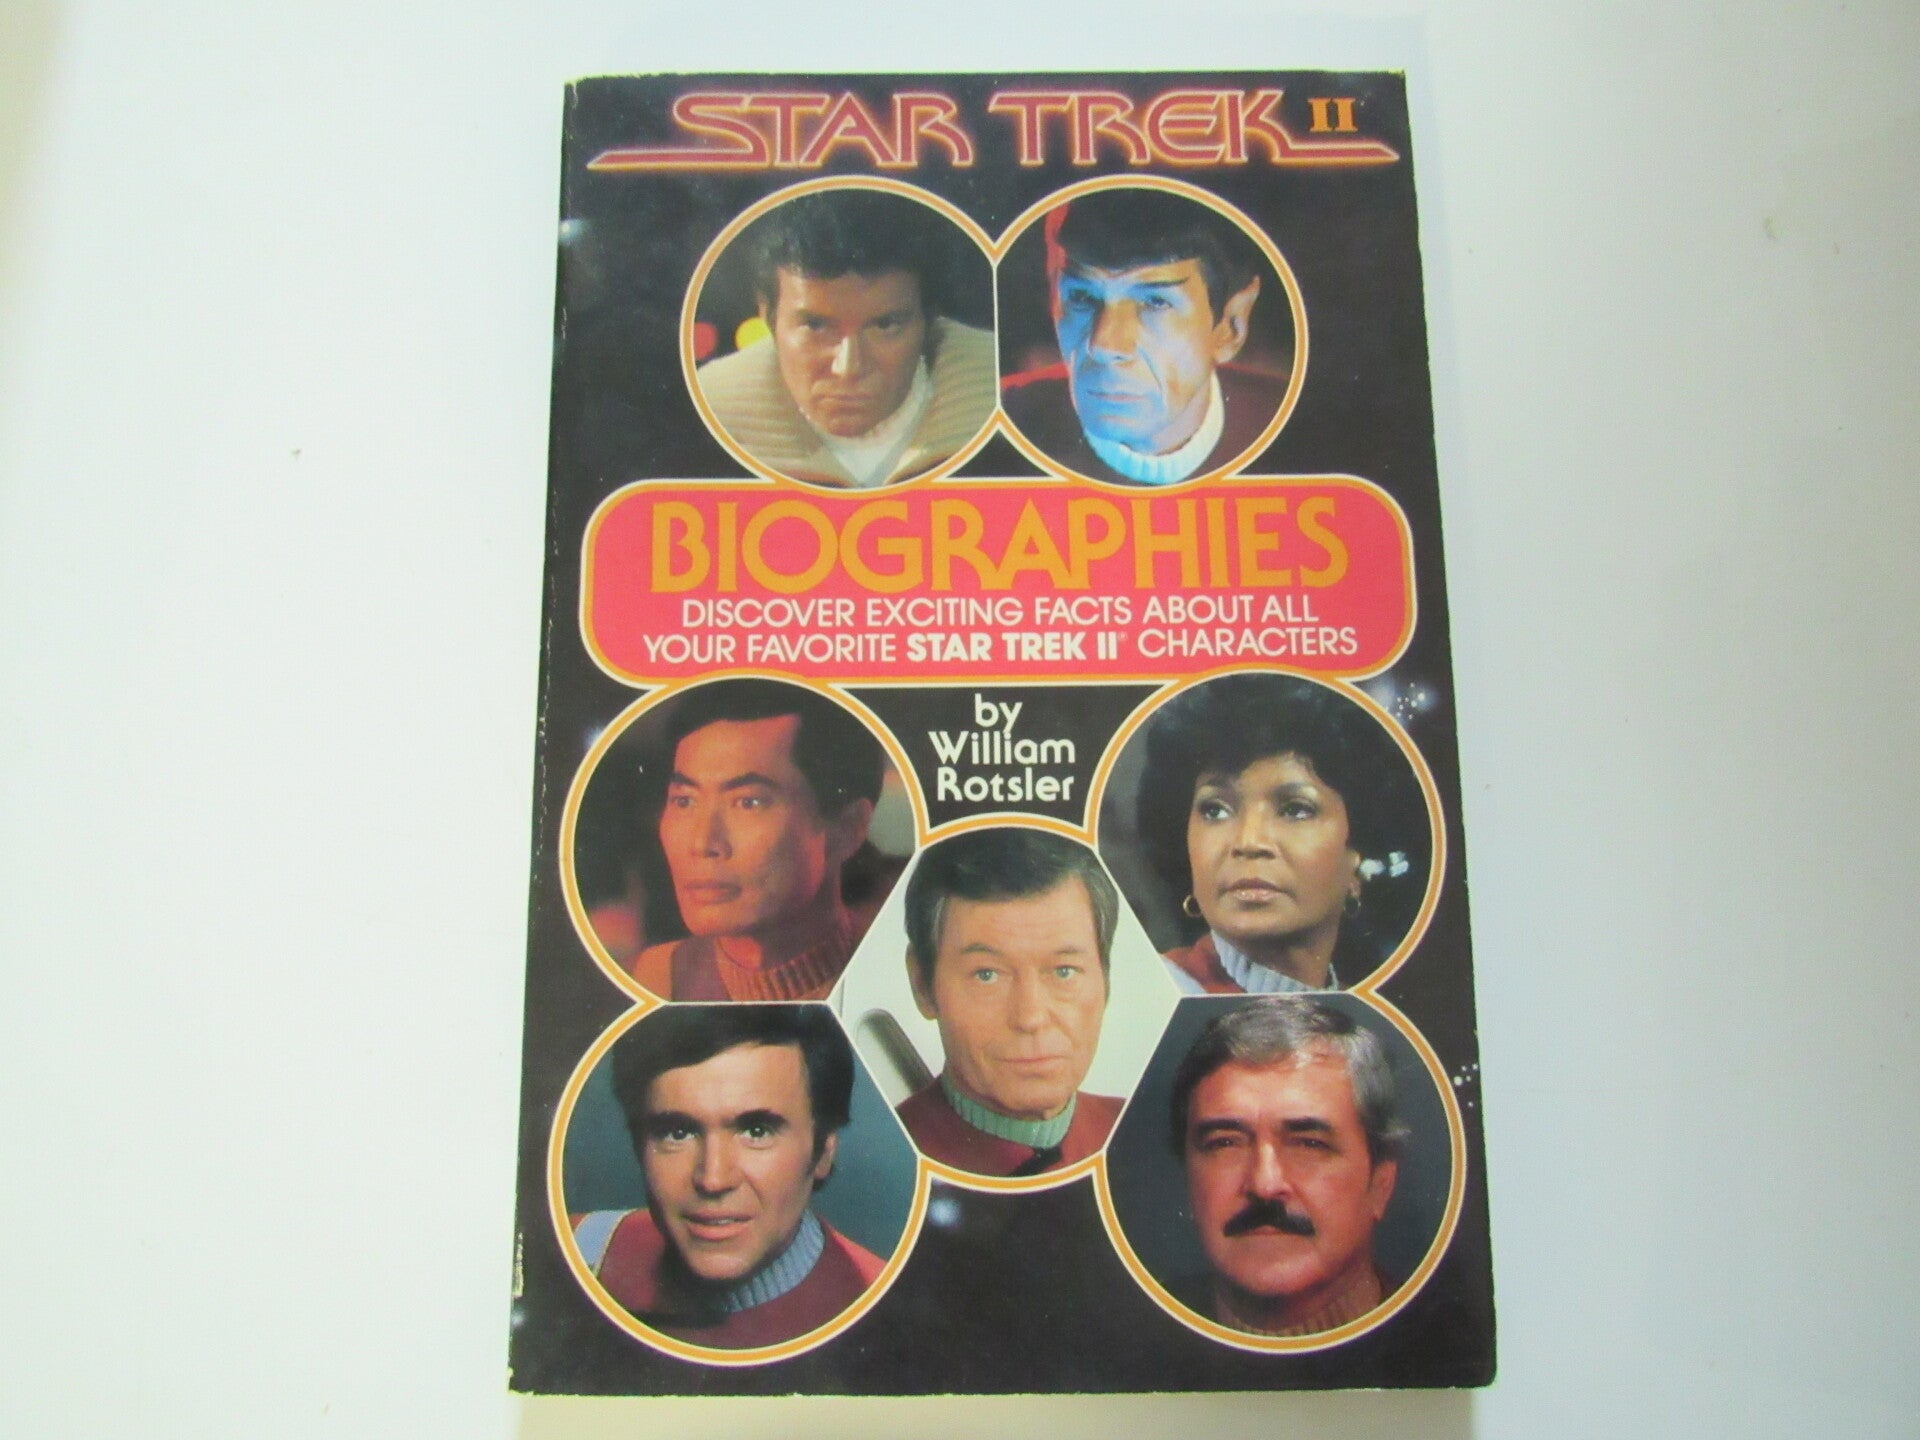 STAR TREK II
BIOGRAPHIES
DISCOVER EXCITING FACTS ABOUT ALL
YOUR FAVORITE STAR TREK II® CHARACTERS
by
William
Rotsler